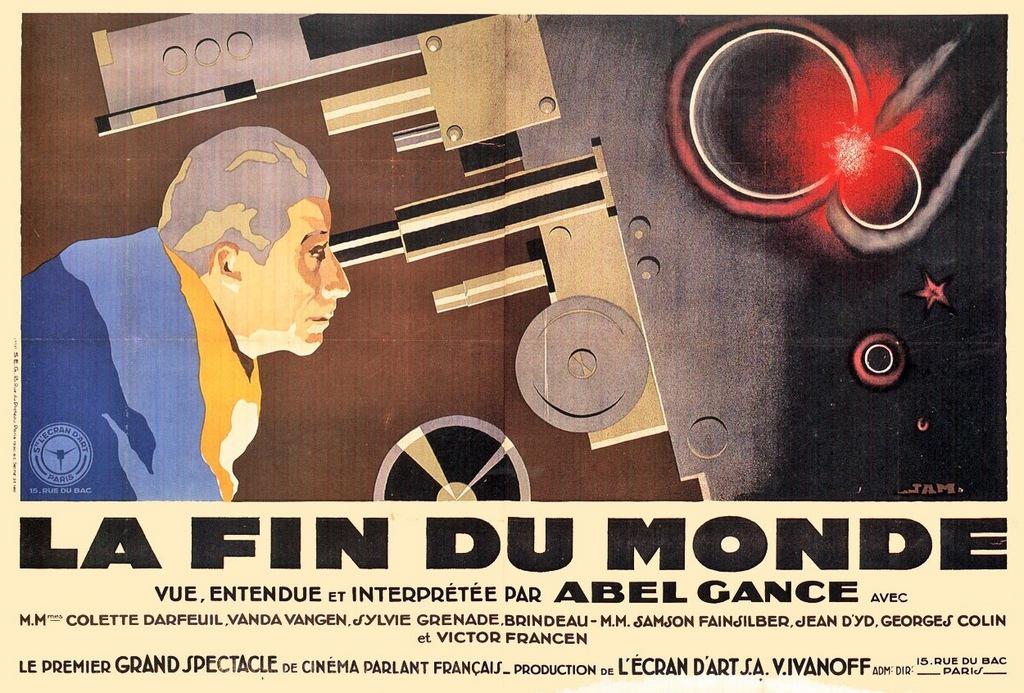 Sté L'ÉCRAN D'ART
PARIS
15, RUE DU BAC
JAM.
LA FIN DU MONDE
VUE, ENTENDUE ET INTERPRÉTÉE PAR ABEL GANCE AVEC
M.Mmes COLETTE DARFEUIL, VANDA VANGEN, SYLVIE GRENADE, BRINDEAU - M.M. SAMSON FAINSILBER, JEAN D'YD, GEORGES COLIN
et VICTOR FRANCEN
LE PREMIER GRAND SPECTACLE DE CINÉMA PARLANT FRANÇAIS_ PRODUCTION DE L'ÉCRAN D'ART S.A. V. IVANOFF ADM: DIR: 15. RUE DU BAC
PARIS